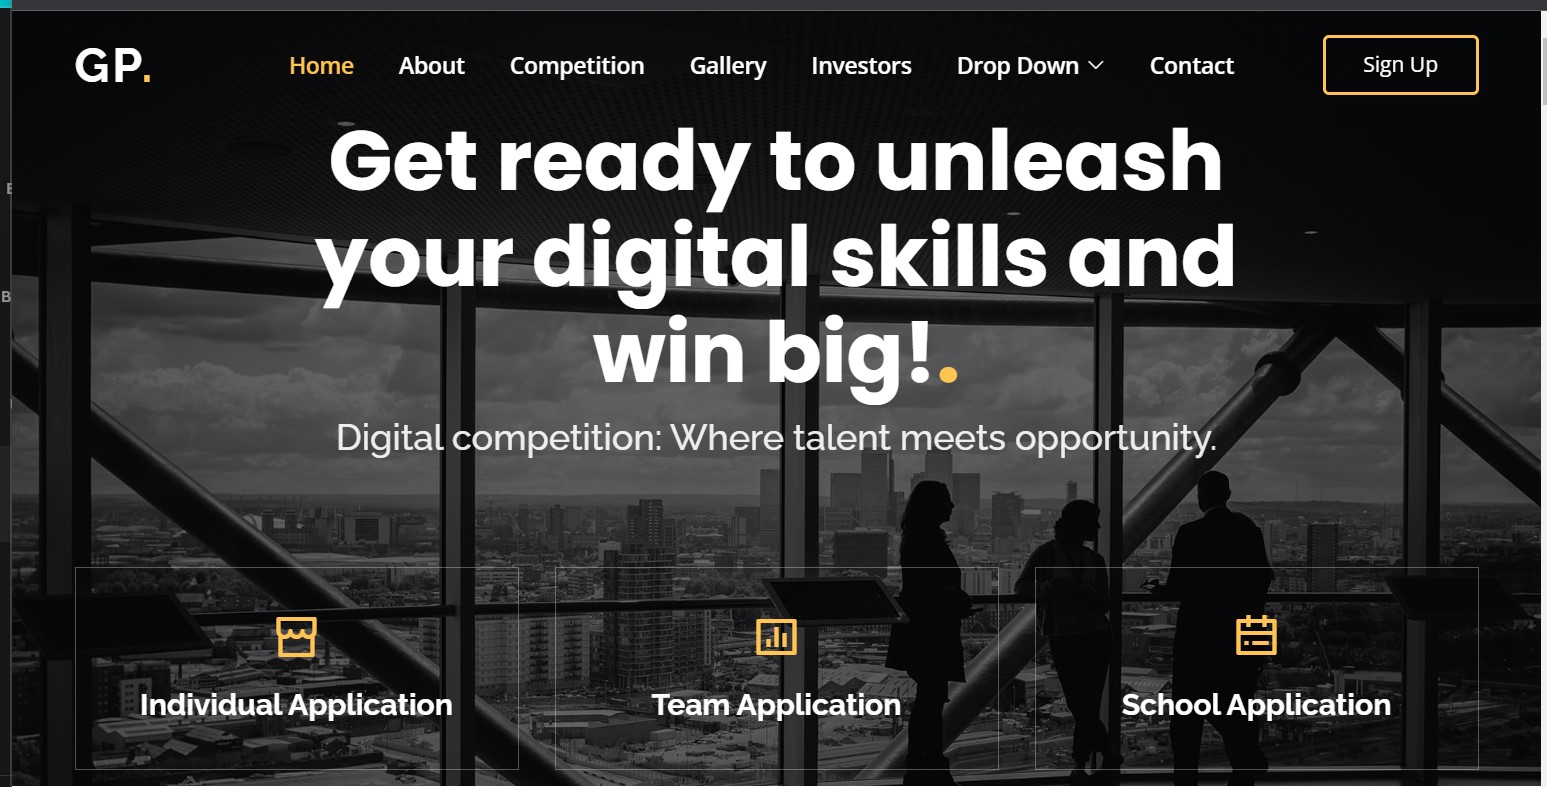 GP.
Home About Competition Gallery Investors Drop Down Contact Sign Up
Get ready to unleash
your digital skills and
win big!.
Digital competition: Where talent meets opportunity.
Individual Application Team Application School Application